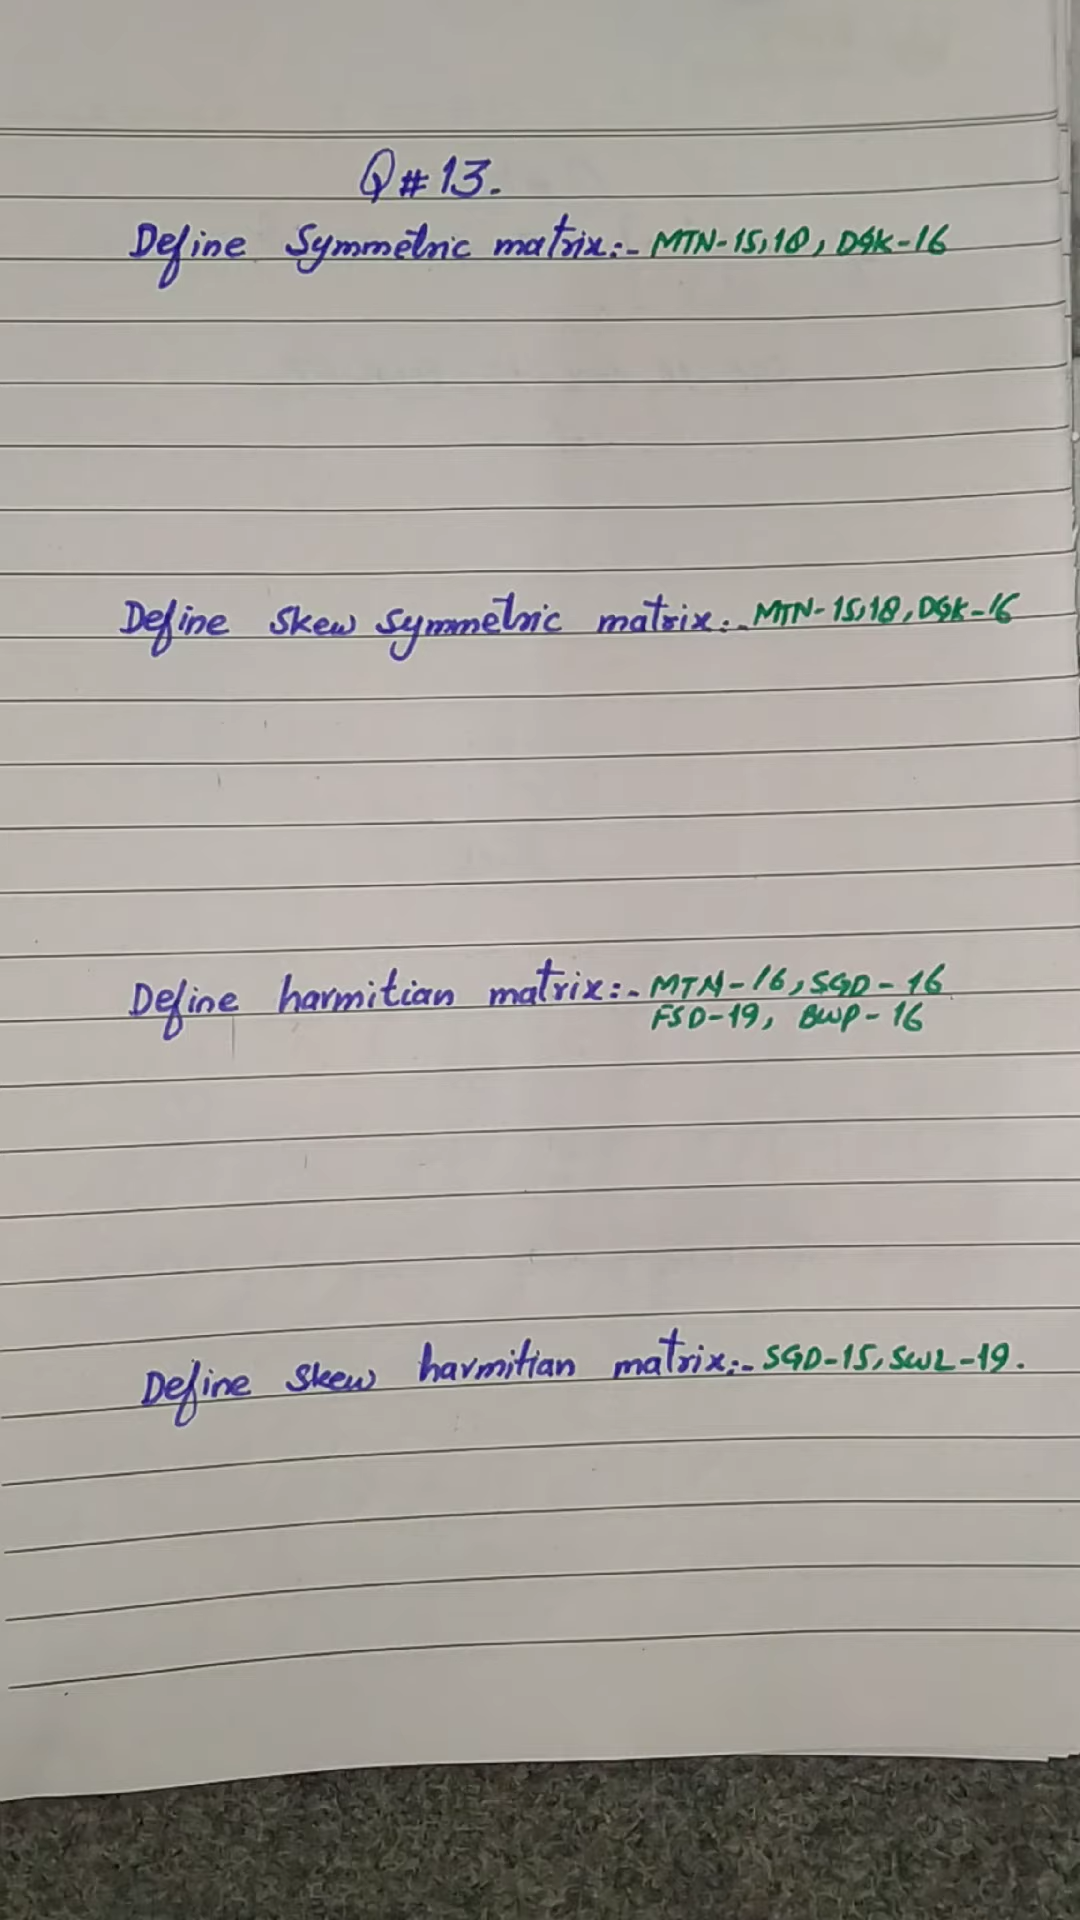 Q#13.
Define Symmetric matrix:- MTN-15,18, DGK-16
Define Skew symmetric matrix:- MTN-15,18, DGK-16
Define harmitian matrix:- MTN-16, SGD-16
FSD-19, BWP-16
Define Skew harmitian matrix:- SGD-15, SWL-19.